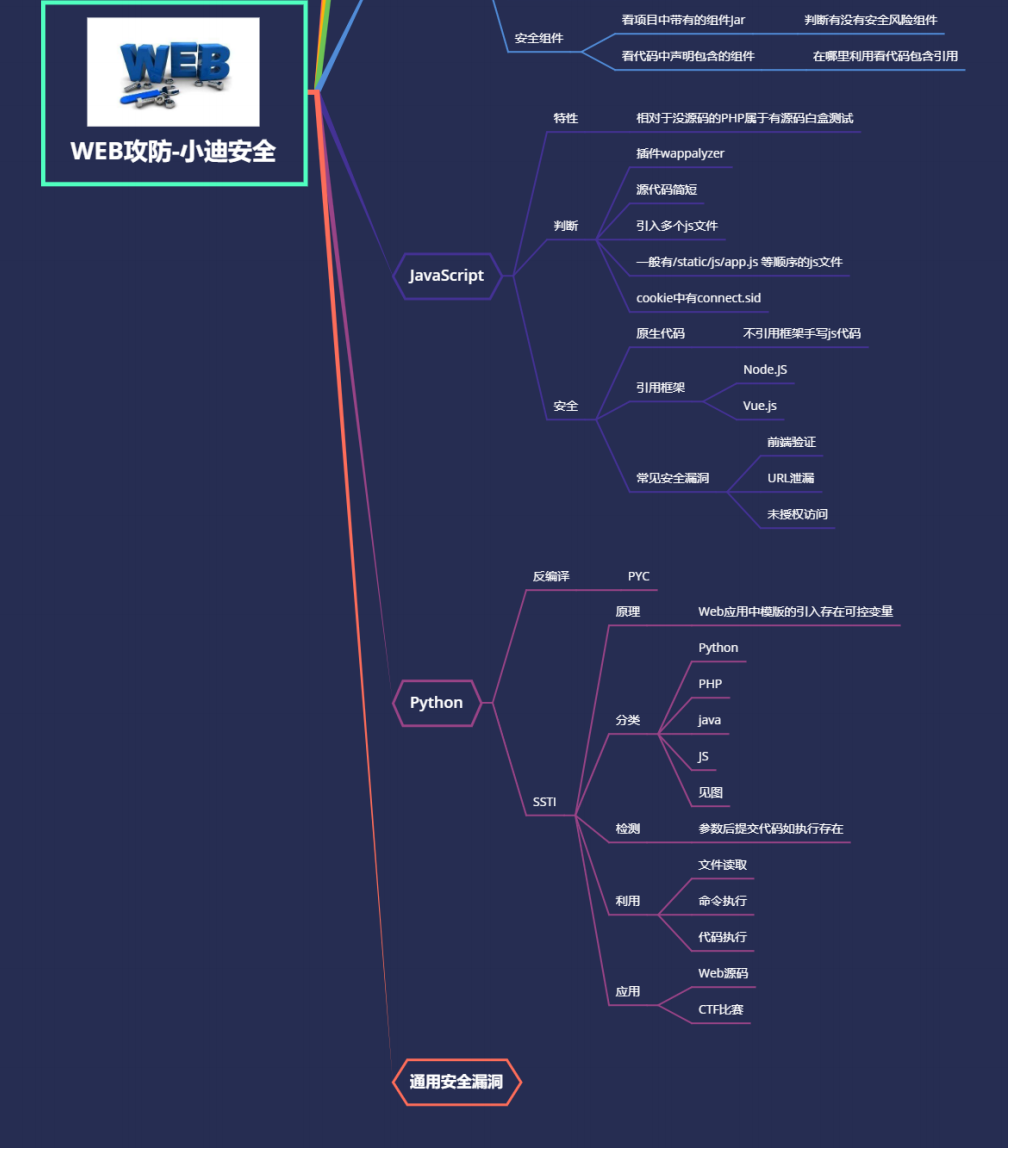 WEB
WEB攻防-小迪安全
安全组件
看项目中带有的组件jar
判断有没有安全风险组件
看代码中声明包含的组件
在哪里利用看代码包含引用
JavaScript
特性
相对于没源码的PHP属于有源码白盒测试
判断
插件wappalyzer
源代码简短
引入多个js文件
一般有/static/js/app.js 等顺序的js文件
cookie中有connect.sid
安全
原生代码
不引用框架手写js代码
引用框架
Node.JS
Vue.js
常见安全漏洞
前端验证
URL泄漏
未授权访问
Python
反编译
PYC
SSTI
原理
Web应用中模版的引入存在可控变量
分类
Python
PHP
java
JS
见图
检测
参数后提交代码如执行存在
利用
文件读取
命令执行
代码执行
应用
Web源码
CTF比赛
通用安全漏洞